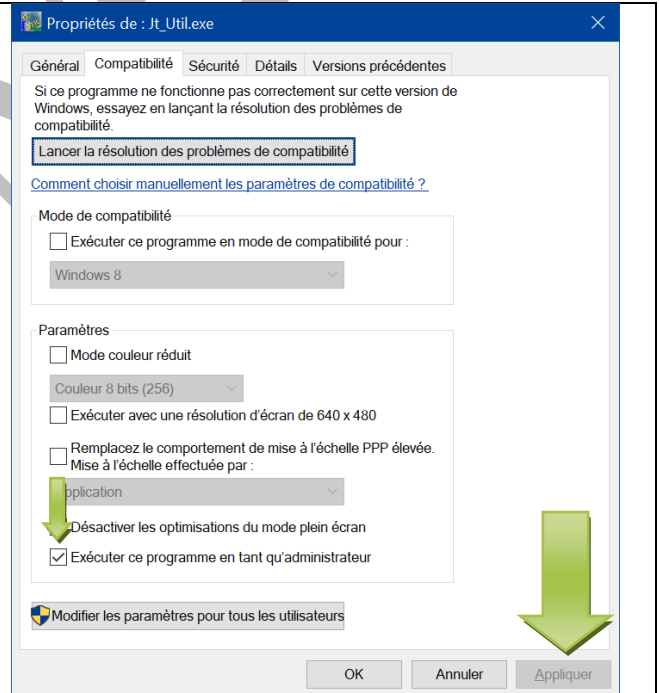 Propriétés de : Jt_Util.exe
Général Compatibilité Sécurité Détails Versions précédentes
Si ce programme ne fonctionne pas correctement sur cette version de
Windows, essayez en lançant la résolution des problèmes de
compatibilité.
Lancer la résolution des problèmes de compatibilité
Comment choisir manuellement les paramètres de compatibilité ?
Mode de compatibilité
Exécuter ce programme en mode de compatibilité pour :
Windows 8
Paramètres
Mode couleur réduit
Couleur 8 bits (256)
Exécuter avec une résolution d'écran de 640 x 480
Remplacez le comportement de mise à l'échelle PPP élevée.
Mise à l'échelle effectuée par :
pplication
Désactiver les optimisations du mode plein écran
Exécuter ce programme en tant qu'administrateur
Modifier les paramètres pour tous les utilisateurs
OK Annuler Appliquer